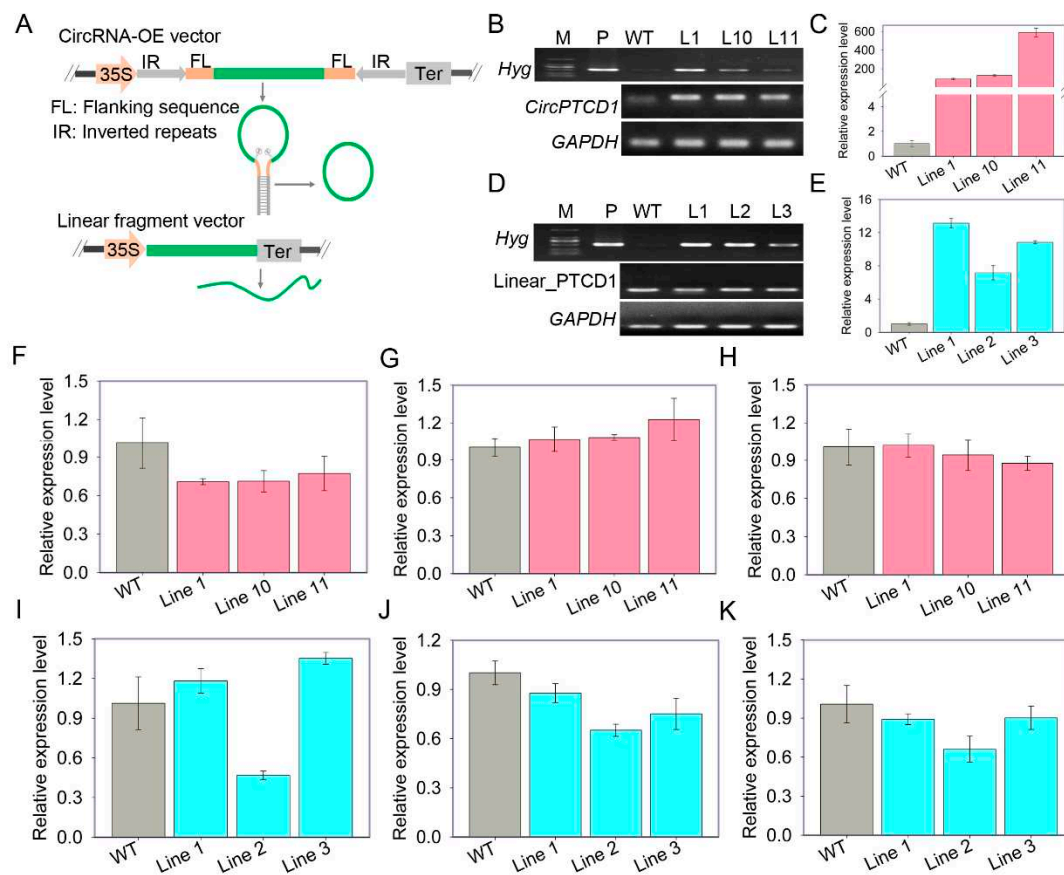 A
CircRNA-OE vector
35S IR FL FL IR Ter
FL: Flanking sequence
IR: Inverted repeats
Linear fragment vector
35S Ter
B
M P WT L1 L10 L11
Hyg
CircPTCD1
GAPDH
C
Relative expression level
600
400
200
4
2
0
WT Line 1 Line 10 Line 11
D
M P WT L1 L2 L3
Hyg
Linear_PTCD1
GAPDH
E
Relative expression level
16
12
8
4
0
WT Line 1 Line 2 Line 3
F
Relative expression level
1.5
1.2
0.9
0.6
0.3
0.0
WT Line 1 Line 10 Line 11
G
Relative expression level
1.5
1.2
0.9
0.6
0.3
0.0
WT Line 1 Line 10 Line 11
H
Relative expression level
1.5
1.2
0.9
0.6
0.3
0.0
WT Line 1 Line 10 Line 11
I
Relative expression level
1.5
1.2
0.9
0.6
0.3
0.0
WT Line 1 Line 2 Line 3
J
Relative expression level
1.2
0.9
0.6
0.3
0.0
WT Line 1 Line 2 Line 3
K
Relative expression level
1.5
1.2
0.9
0.6
0.3
0.0
WT Line 1 Line 2 Line 3